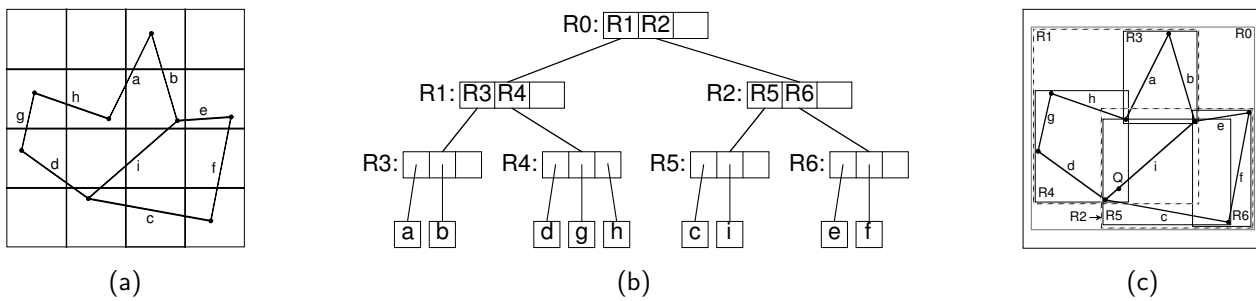 a
b
h
e
g
d
i
f
c
(a)
R0: R1 R2
R1: R3 R4
R2: R5 R6
R3:
R4:
R5:
R6:
a b
d g h
c i
e f
(b)
R1
R3
R0
a
b
h
g
e
d
Q
i
f
R4
R2
R5
c
R6
(c)